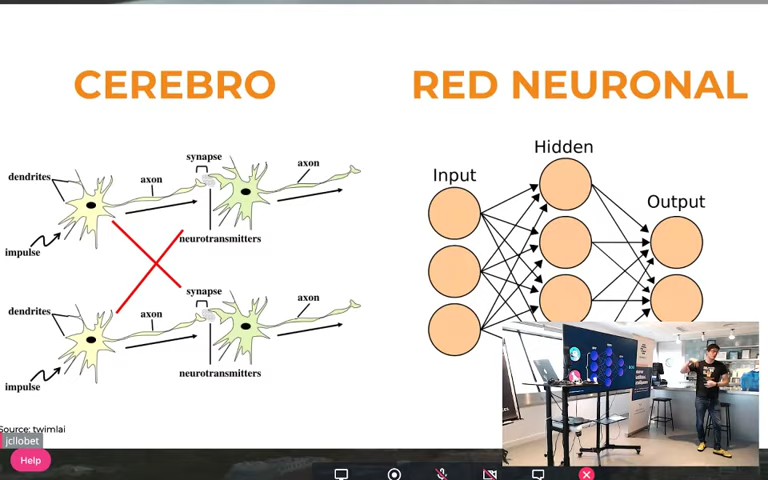 CEREBRO
RED NEURONAL
synapse
dendrites
axon
axon
impulse
neurotransmitters
synapse
dendrites
axon
axon
impulse
neurotransmitters
Input
Hidden
Output
Source: twimlai
jcllobet
Help